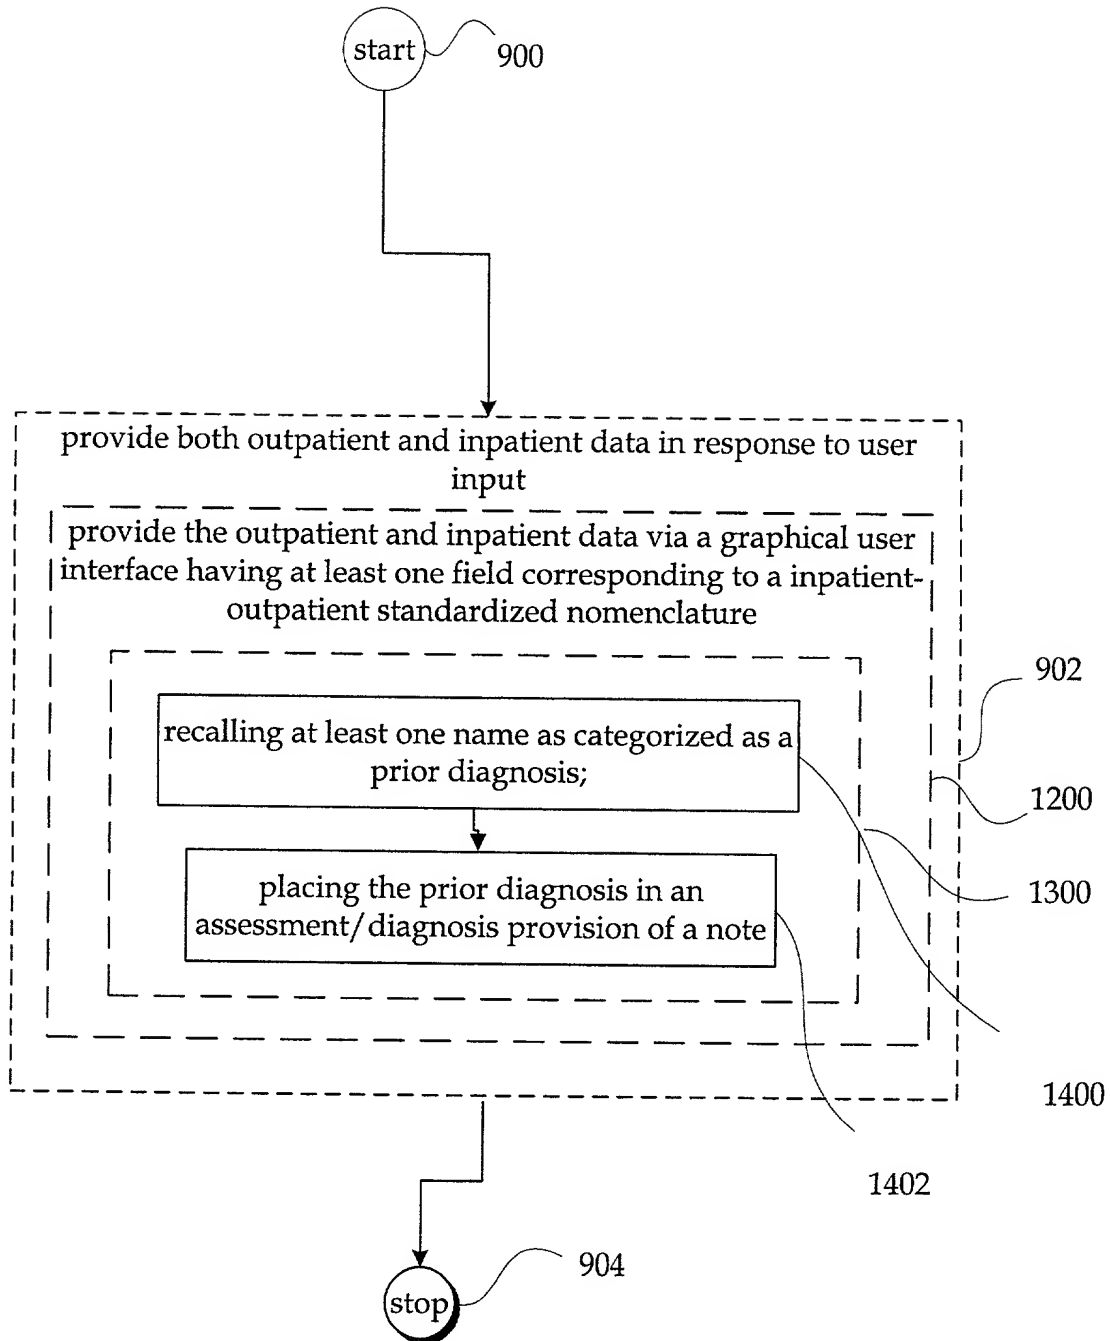 start
900
provide both outpatient and inpatient data in response to user
input
provide the outpatient and inpatient data via a graphical user
interface having at least one field corresponding to a inpatient-
outpatient standardized nomenclature
902
recalling at least one name as categorized as a
prior diagnosis;
1200
placing the prior diagnosis in an
assessment/diagnosis provision of a note
1300
1400
1402
904
stop